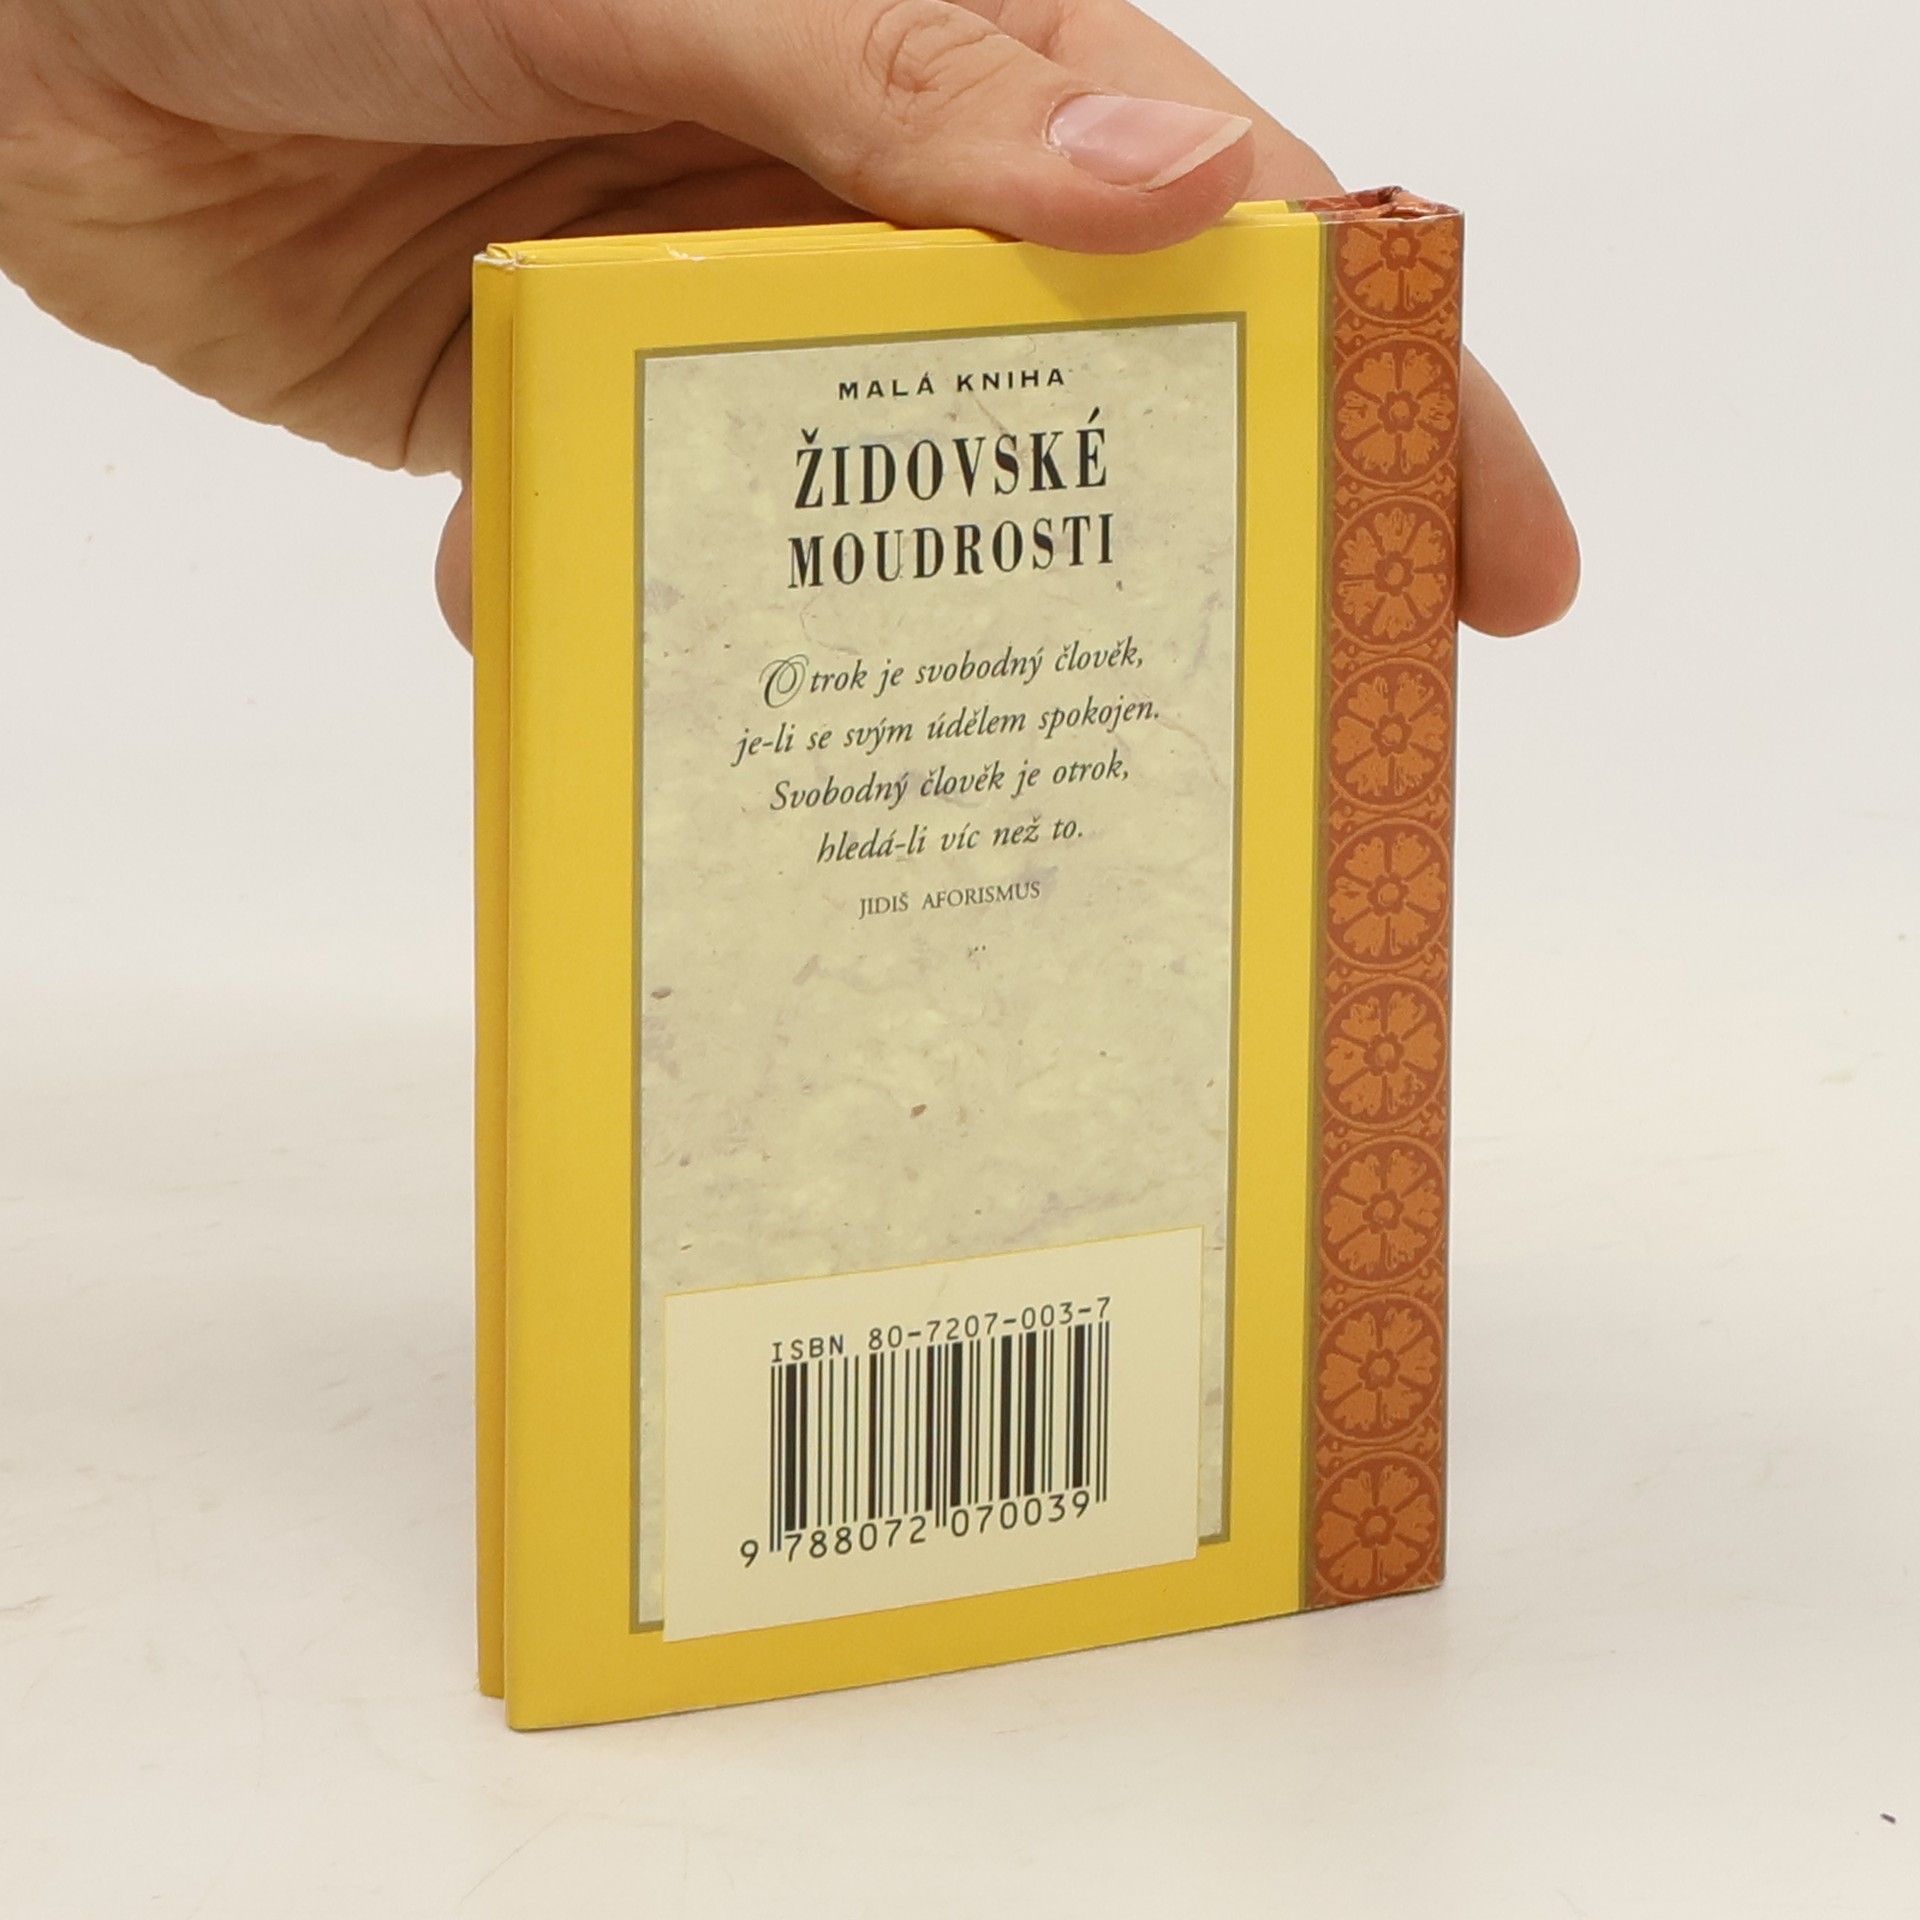 MALÁ KNIHA
ŽIDOVSKÉ
MOUDROSTI
Otrok je svobodný člověk,
je-li se svým údělem spokojen.
Svobodný člověk je otrok,
hledá-li víc než to.
JIDIŠ AFORISMUS
ISBN 80-7207-003-7
9 788072 070039